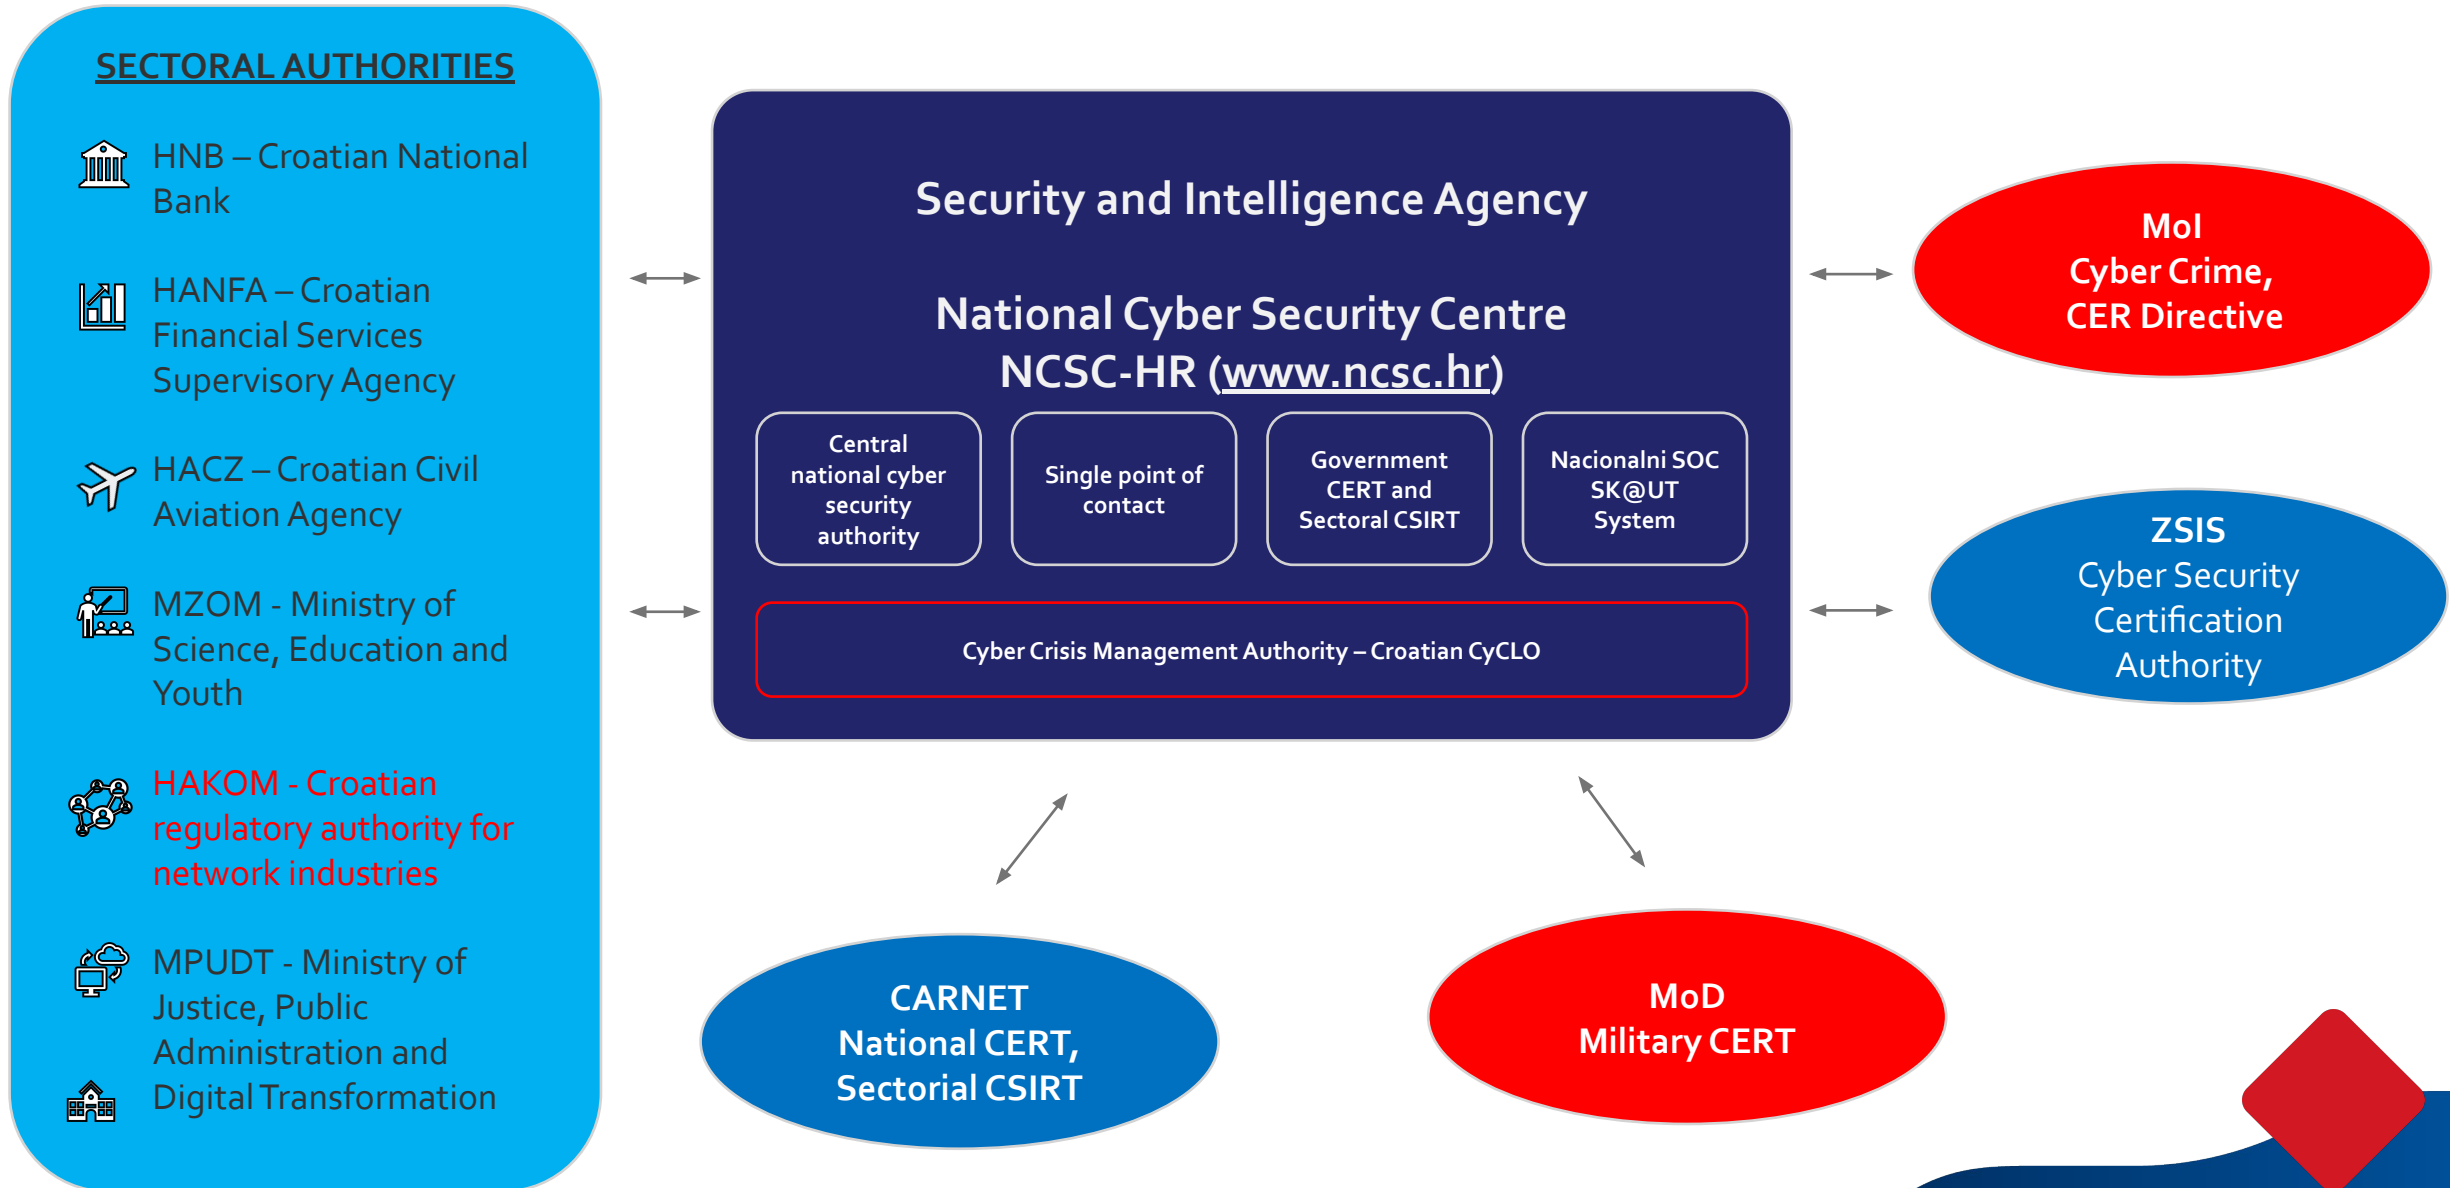 SECTORAL AUTHORITIES
HNB – Croatian National
Bank
HANFA – Croatian
Financial Services
Supervisory Agency
HACZ – Croatian Civil
Aviation Agency
MZOM - Ministry of
Science, Education and
Youth
HAKOM - Croatian
regulatory authority for
network industries
MPUDT - Ministry of
Justice, Public
Administration and
Digital Transformation
Security and Intelligence Agency
National Cyber Security Centre
NCSC-HR (www.ncsc.hr)
Central
national cyber
security
authority
Single point of
contact
Government
CERT and
Sectoral CSIRT
Nacionalni SOC
SK@UT
System
Cyber Crisis Management Authority – Croatian CyCLO
MoI
Cyber Crime,
CER Directive
ZSIS
Cyber Security
Certification
Authority
CARNET
National CERT,
Sectorial CSIRT
MoD
Military CERT